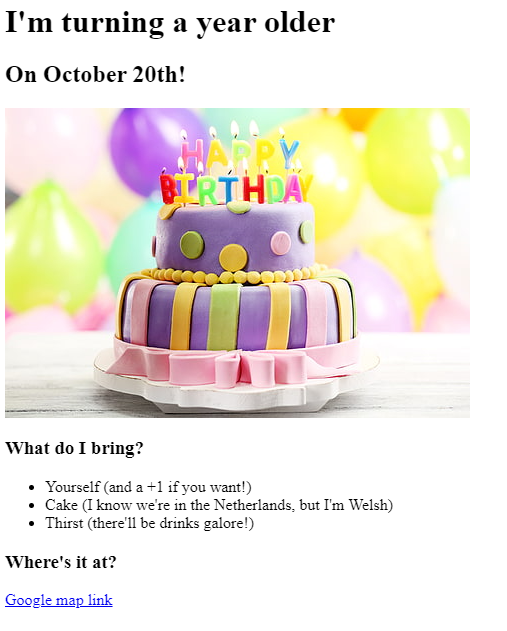 I'm turning a year older
On October 20th!
HAPPY
BIRTHDAY
What do I bring?
Yourself (and a +1 if you want!)
Cake (I know we're in the Netherlands, but I'm Welsh)
Thirst (there'll be drinks galore!)
Where's it at?
Google map link